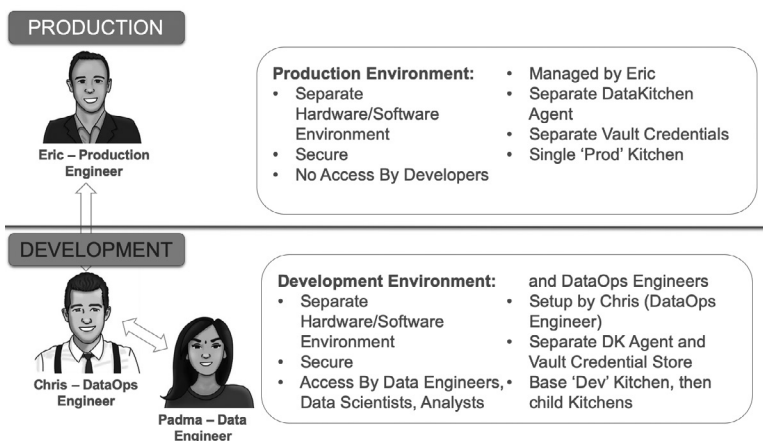 PRODUCTION
Eric – Production
Engineer
Production Environment:
• Separate
Hardware/Software
Environment
• Secure
• No Access By Developers
• Managed by Eric
• Separate DataKitchen
Agent
• Separate Vault Credentials
• Single ‘Prod’ Kitchen
DEVELOPMENT
Chris – DataOps
Engineer
Padma – Data
Engineer
Development Environment:
• Separate
Hardware/Software
Environment
• Secure
• Access By Data Engineers,
Data Scientists, Analysts
and DataOps Engineers
• Setup by Chris (DataOps
Engineer)
• Separate DK Agent and
Vault Credential Store
• Base ‘Dev’ Kitchen, then
child Kitchens